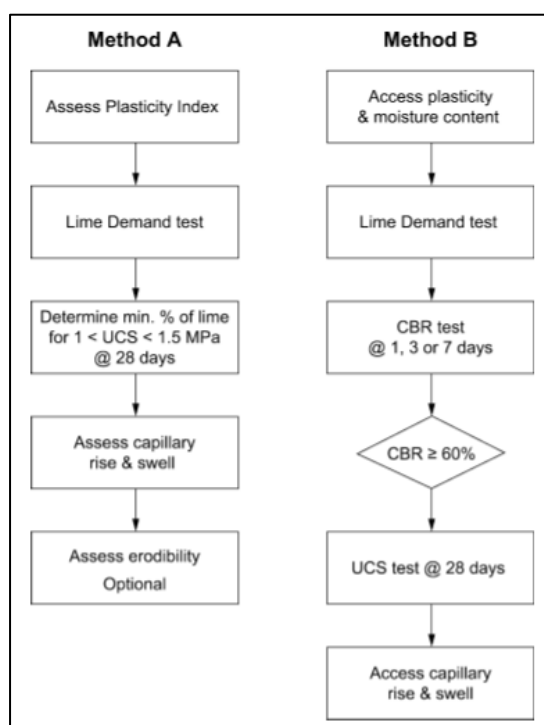 Method A
Assess Plasticity Index
Lime Demand test
Determine min. % of lime
for 1 < UCS < 1.5 MPa
@ 28 days
Assess capillary
rise & swell
Assess erodibility
Optional
Method B
Access plasticity
& moisture content
Lime Demand test
CBR test
@ 1, 3 or 7 days
CBR ≥ 60%
UCS test @ 28 days
Access capillary
rise & swell